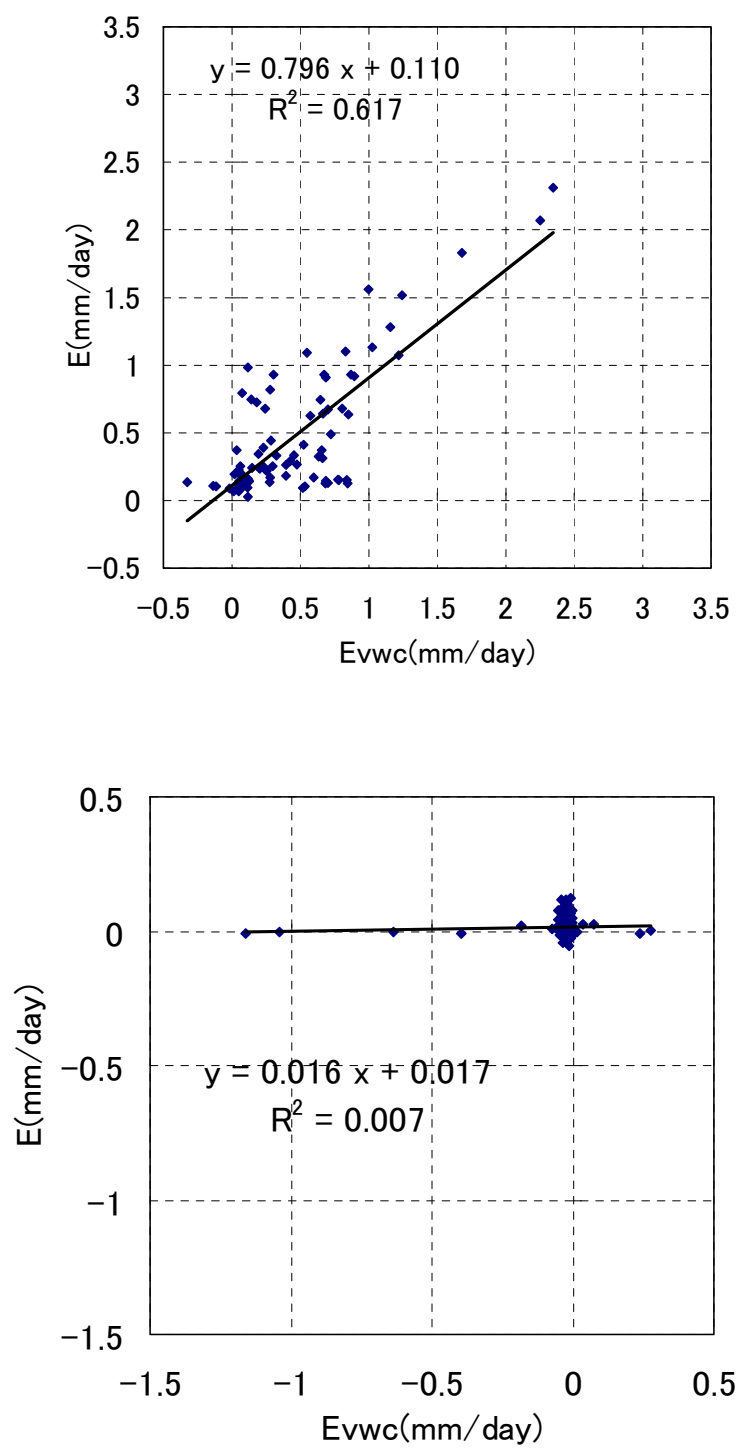 3.5
y = 0.796 x + 0.110
3
R² = 0.617
2.5
2
E(mm/day)
1.5
1
0.5
0
−0.5
−0.5 0 0.5 1 1.5 2 2.5 3 3.5
Evwc(mm/day)
0.5
0
E(mm/day)
−0.5
y = 0.016 x + 0.017
R² = 0.007
−1
−1.5
−1.5 −1 −0.5 0 0.5
Evwc(mm/day)